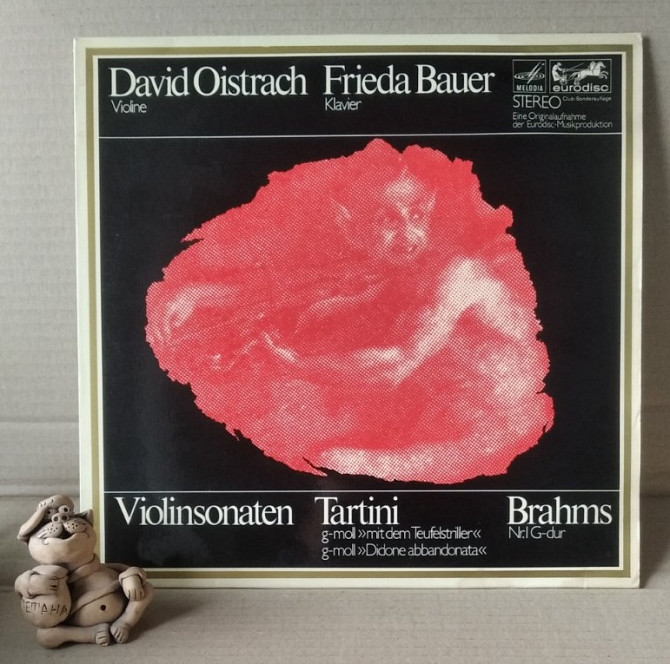 David Oistrach Frieda Bauer
Violine Klavier
MELODIA eurodisc
STEREO Club-Sonderauflage
Eine Originalaufnahme
der Eurodisc-Musikproduktion
Violinsonaten Tartini Brahms
g-moll »mit dem Teufelstriller« Nr.1 G-dur
g-moll »Didone abbandonata«